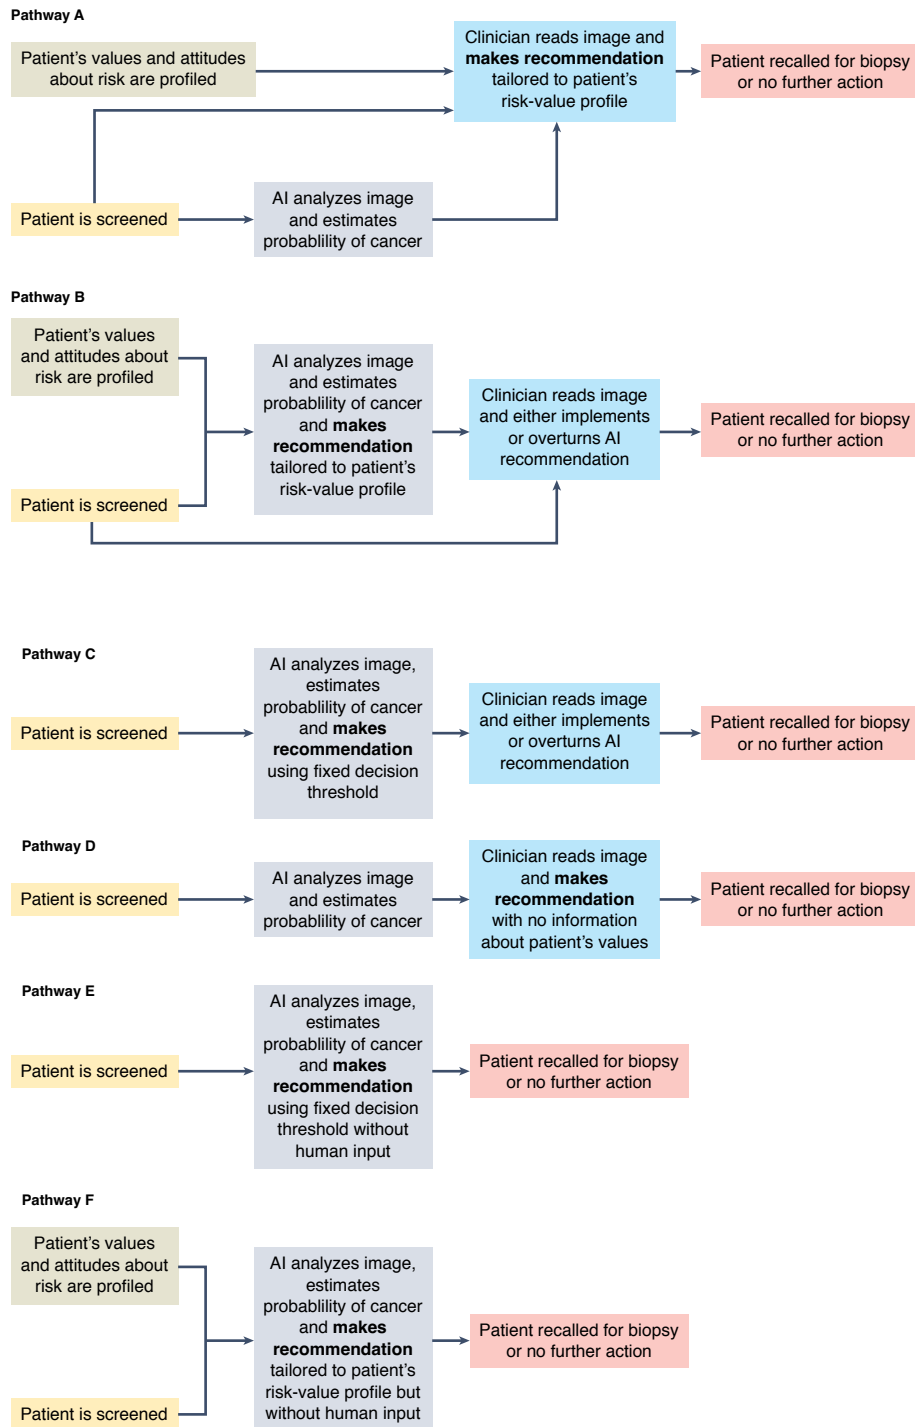 Pathway A
Patient's values and attitudes
about risk are profiled
Clinician reads image and
makes recommendation
tailored to patient's
risk-value profile
Patient recalled for biopsy
or no further action
Patient is screened
AI analyzes image
and estimates
probablility of cancer
Pathway B
Patient's values
and attitudes about
risk are profiled
Patient is screened
AI analyzes image
and estimates
probablility of cancer
and makes
recommendation
tailored to patient's
risk-value profile
Clinician reads image
and either implements
or overturns AI
recommendation
Patient recalled for biopsy
or no further action
Pathway C
Patient is screened
AI analyzes image,
estimates
probablility of cancer
and makes
recommendation
using fixed decision
threshold
Clinician reads image
and either implements
or overturns AI
recommendation
Patient recalled for biopsy
or no further action
Pathway D
Patient is screened
AI analyzes image
and estimates
probablility of cancer
Clinician reads image
and makes
recommendation
with no information
about patient's values
Patient recalled for biopsy
or no further action
Pathway E
Patient is screened
AI analyzes image,
estimates
probablility of cancer
and makes
recommendation
using fixed decision
threshold without
human input
Patient recalled for biopsy
or no further action
Pathway F
Patient's values
and attitudes about
risk are profiled
Patient is screened
AI analyzes image,
estimates
probablility of cancer
and makes
recommendation
tailored to patient's
risk-value profile but
without human input
Patient recalled for biopsy
or no further action